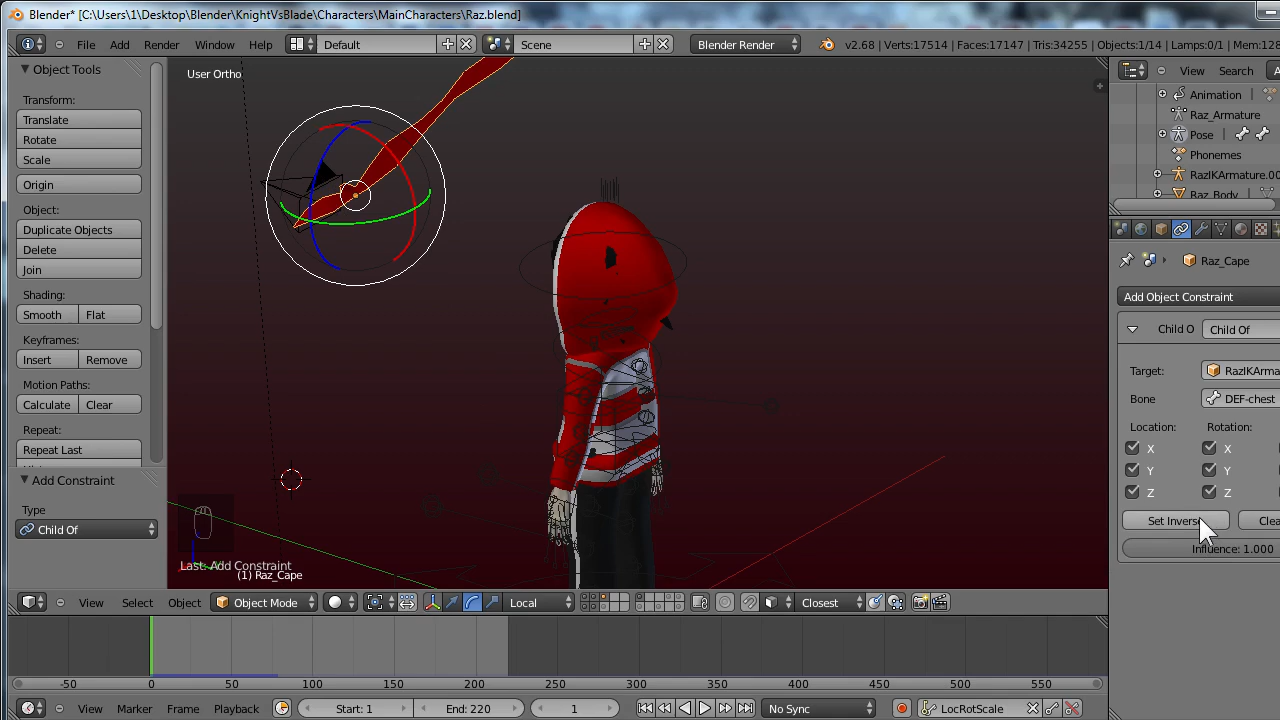 Blender* [C:\Users\1\Desktop\Blender\KnightVsBlade\Characters\MainCharacters\Raz.blend]
File Add Render Window Help Default Scene Blender Render v2.68 | Verts:17514 | Faces:17147 | Tris:34255 | Objects:1/14 | Lamps:0/1 | Mem:128
Object Tools
Transform:
Translate
Rotate
Scale
Origin
Object:
Duplicate Objects
Delete
Join
Shading:
Smooth Flat
Keyframes:
Insert Remove
Motion Paths:
Calculate Clear
Repeat:
Repeat Last
Add Constraint
Type
Child Of
User Ortho
Last: Add Constraint
(1) Raz_Cape
View Select Object Object Mode Local Closest
-50 0 50 100 150 200 250 300 350 400 450 500 550
View Marker Frame Playback Start: 1 End: 220 1 No Sync LocRotScale
View Search
Animation
Raz_Armature
Pose
Phonemes
RazIKArmature.00
Raz_Body
Raz_Cape
Add Object Constraint
Child O Child Of
Target: RazIKArma
Bone DEF-chest
Location: Rotation:
X X
Y Y
Z Z
Set Inverse Clea
Influence: 1.000